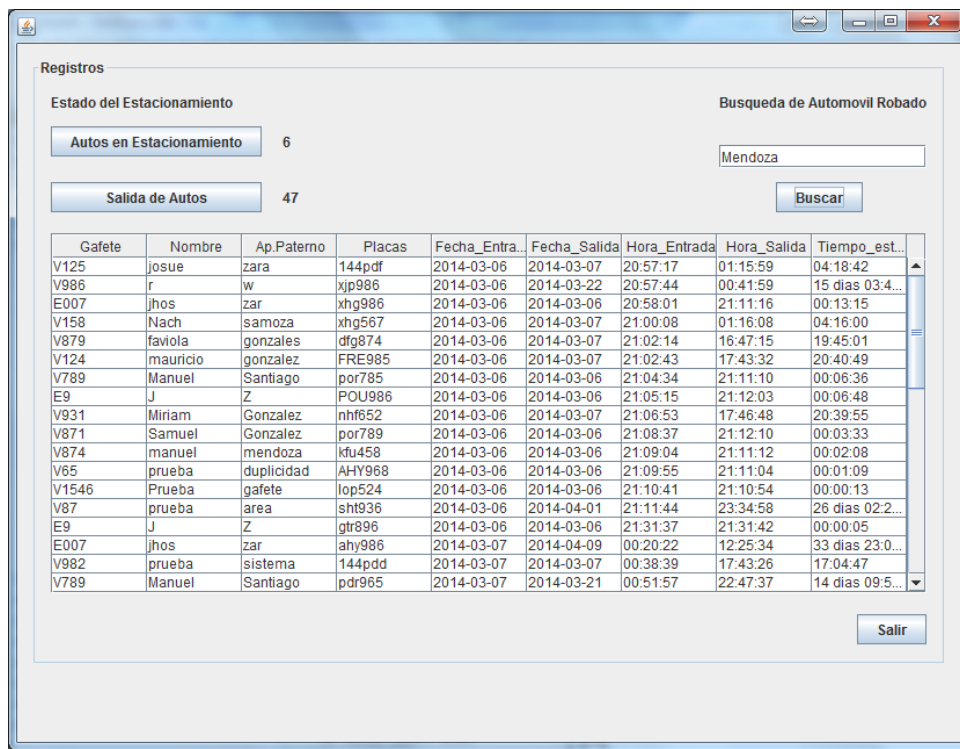 Registros
Estado del Estacionamiento Busqueda de Automovil Robado
Autos en Estacionamiento 6
Mendoza
Salida de Autos 47 Buscar
Gafete Nombre Ap.Paterno Placas Fecha_Entra... Fecha_Salida Hora_Entrada Hora_Salida Tiempo_est...
V125 josue zara 144pdf 2014-03-06 2014-03-07 20:57:17 01:15:59 04:18:42
V986 r w xjp986 2014-03-06 2014-03-22 20:57:44 00:41:59 15 dias 03:4...
E007 jhos zar xhg986 2014-03-06 2014-03-06 20:58:01 21:11:16 00:13:15
V158 Nach samoza xhg567 2014-03-06 2014-03-07 21:00:08 01:16:08 04:16:00
V879 faviola gonzales dfg874 2014-03-06 2014-03-07 21:02:14 16:47:15 19:45:01
V124 mauricio gonzalez FRE985 2014-03-06 2014-03-07 21:02:43 17:43:32 20:40:49
V789 Manuel Santiago por785 2014-03-06 2014-03-06 21:04:34 21:11:10 00:06:36
E9 J Z POU986 2014-03-06 2014-03-06 21:05:15 21:12:03 00:06:48
V931 Miriam Gonzalez nhf652 2014-03-06 2014-03-07 21:06:53 17:46:48 20:39:55
V871 Samuel Gonzalez por789 2014-03-06 2014-03-06 21:08:37 21:12:10 00:03:33
V874 manuel mendoza kfu458 2014-03-06 2014-03-06 21:09:04 21:11:12 00:02:08
V65 prueba duplicidad AHY968 2014-03-06 2014-03-06 21:09:55 21:11:04 00:01:09
V1546 Prueba gafete lop524 2014-03-06 2014-03-06 21:10:41 21:10:54 00:00:13
V87 prueba area sht936 2014-03-06 2014-04-01 21:11:44 23:34:58 26 dias 02:2...
E9 J Z gtr896 2014-03-06 2014-03-06 21:31:37 21:31:42 00:00:05
E007 jhos zar ahy986 2014-03-07 2014-04-09 00:20:22 12:25:34 33 dias 23:0...
V982 prueba sistema 144pdd 2014-03-07 2014-03-07 00:38:39 17:43:26 17:04:47
V789 Manuel Santiago pdr965 2014-03-07 2014-03-21 00:51:57 22:47:37 14 dias 09:5...
Salir